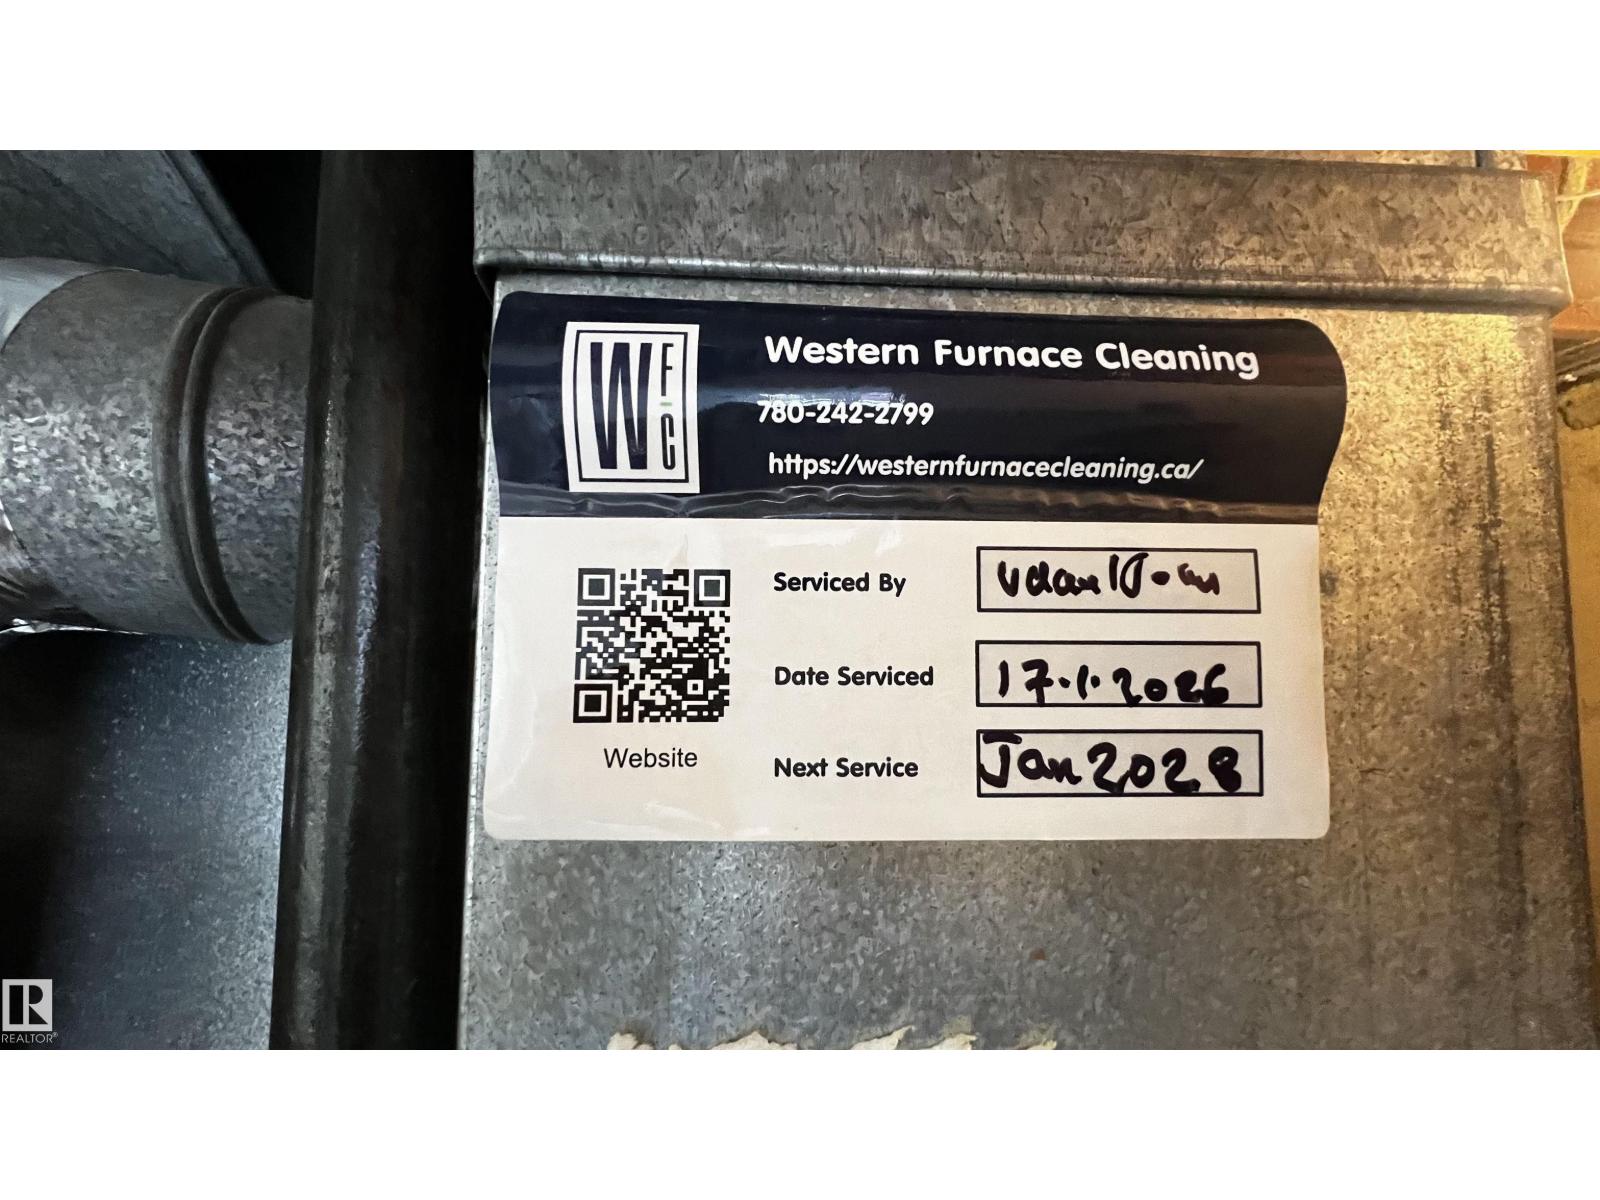 WFC
Western Furnace Cleaning
780-242-2799
https://westernfurnacecleaning.ca/
Serviced By
Date Serviced 17.1.2026
Next Service Jan 2028
Website
R
REALTOR®